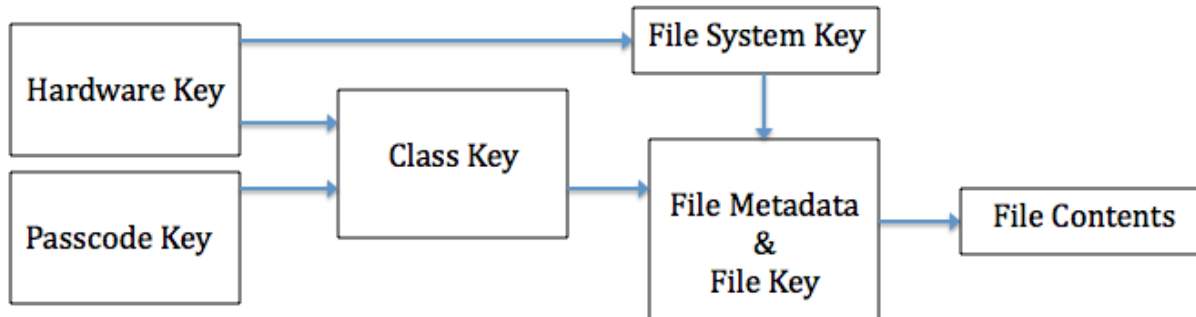 Hardware Key
Passcode Key
Class Key
File System Key
File Metadata
&
File Key
File Contents